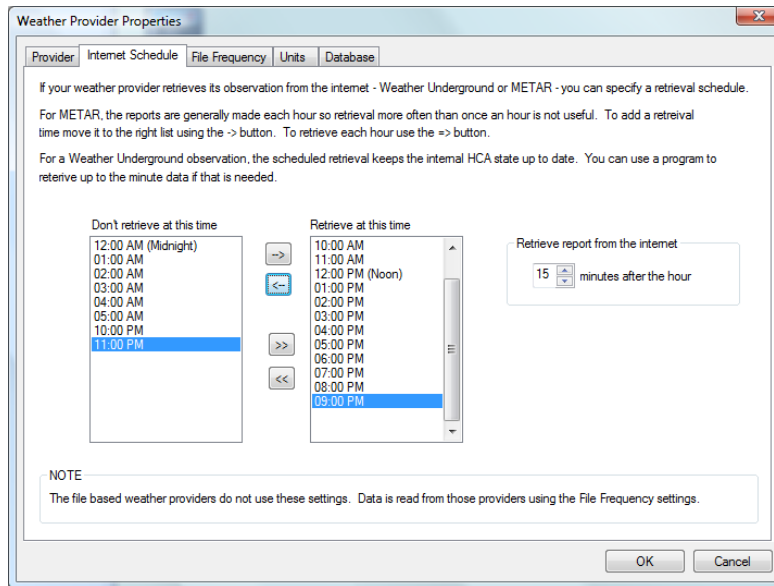 Weather Provider Properties
Provider Internet Schedule File Frequency Units Database
If your weather provider retrieves its observation from the internet - Weather Underground or METAR - you can specify a retrieval schedule.
For METAR, the reports are generally made each hour so retrieval more often than once an hour is not useful. To add a retreival
time move it to the right list using the -> button. To retrieve each hour use the => button.
For a Weather Underground observation, the scheduled retrieval keeps the internal HCA state up to date. You can use a program to
reterive up to the minute data if that is needed.
Don't retrieve at this time
12:00 AM (Midnight)
01:00 AM
02:00 AM
03:00 AM
04:00 AM
05:00 AM
10:00 PM
11:00 PM
-->
<--
>>
<<
Retrieve at this time
10:00 AM
11:00 AM
12:00 PM (Noon)
01:00 PM
02:00 PM
03:00 PM
04:00 PM
05:00 PM
06:00 PM
07:00 PM
08:00 PM
09:00 PM
Retrieve report from the internet
15 minutes after the hour
NOTE
The file based weather providers do not use these settings. Data is read from those providers using the File Frequency settings.
OK Cancel